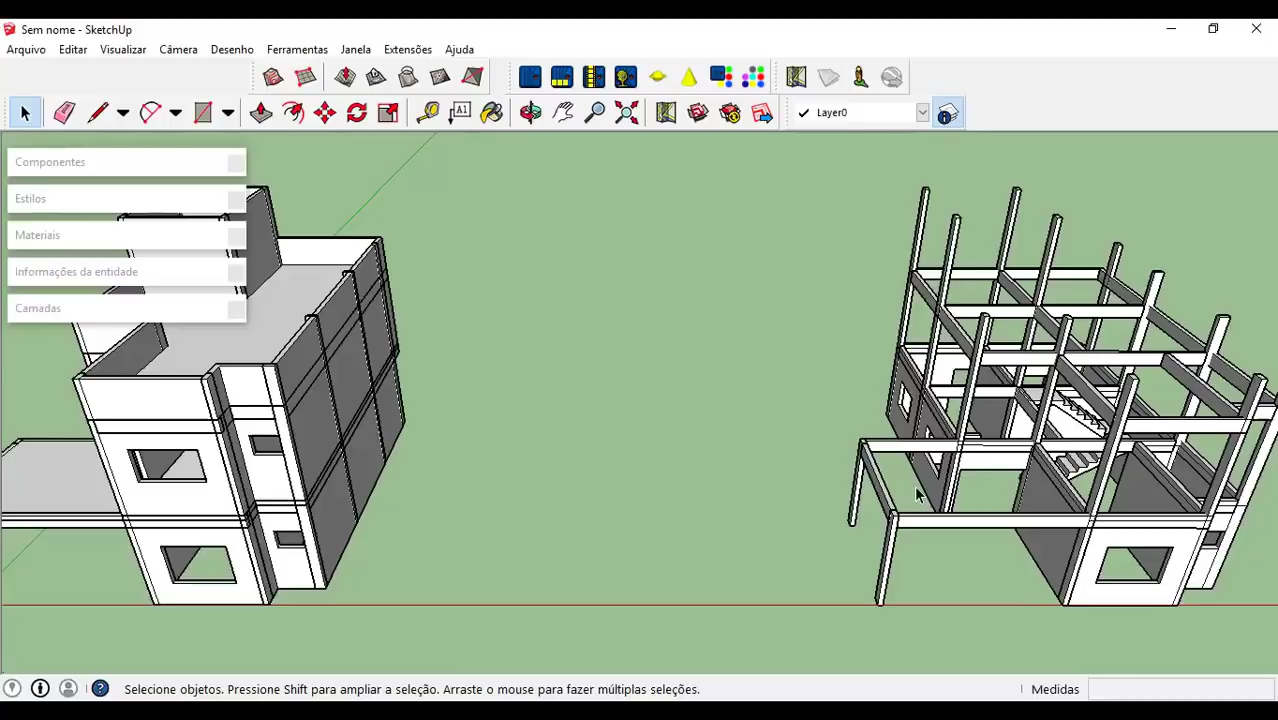 Sem nome - SketchUp
Arquivo Editar Visualizar Câmera Desenho Ferramentas Janela Extensões Ajuda
A1
Layer0
Componentes
Estilos
Materiais
Informações da entidade
Camadas
Selecione objetos. Pressione Shift para ampliar a seleção. Arraste o mouse para fazer múltiplas seleções.
Medidas